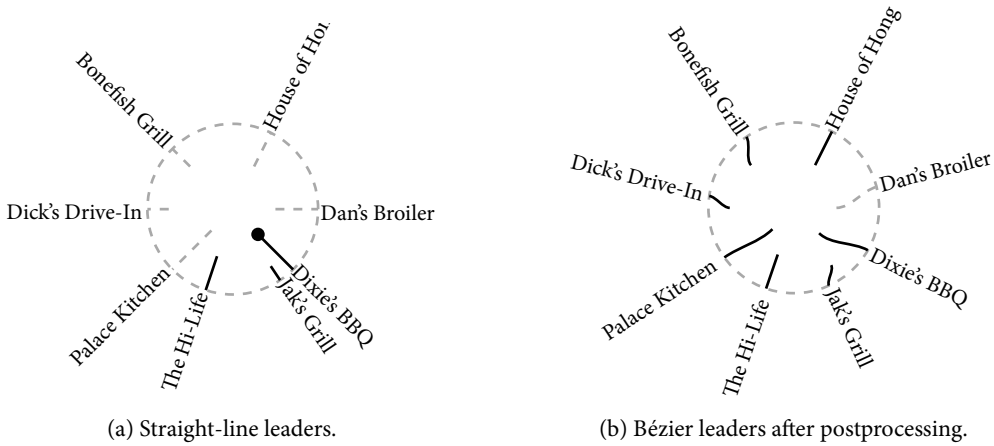 Bonefish Grill
House of Hou
Dick's Drive-In
Dan's Broiler
Palace Kitchen
The Hi-Life
Jak's Grill
Dixie's BBQ
(a) Straight-line leaders.
Bonefish Grill
House of Hong
Dick's Drive-In
Dan's Broiler
Palace Kitchen
The Hi-Life
Jak's Grill
Dixie's BBQ
(b) Bézier leaders after postprocessing.